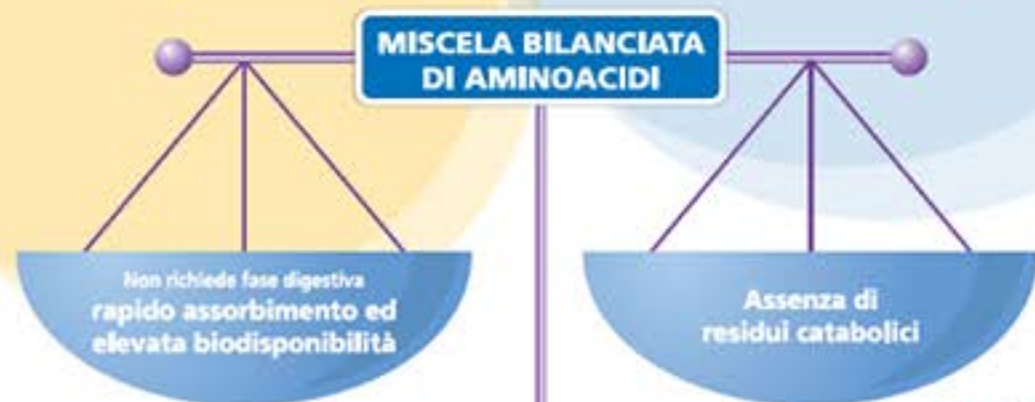 MISCELA BILANCIATA
DI AMINOACIDI
Non richiede fase digestiva
rapido assorbimento ed
elevata biodisponibilità
Assenza di
residui catabolici